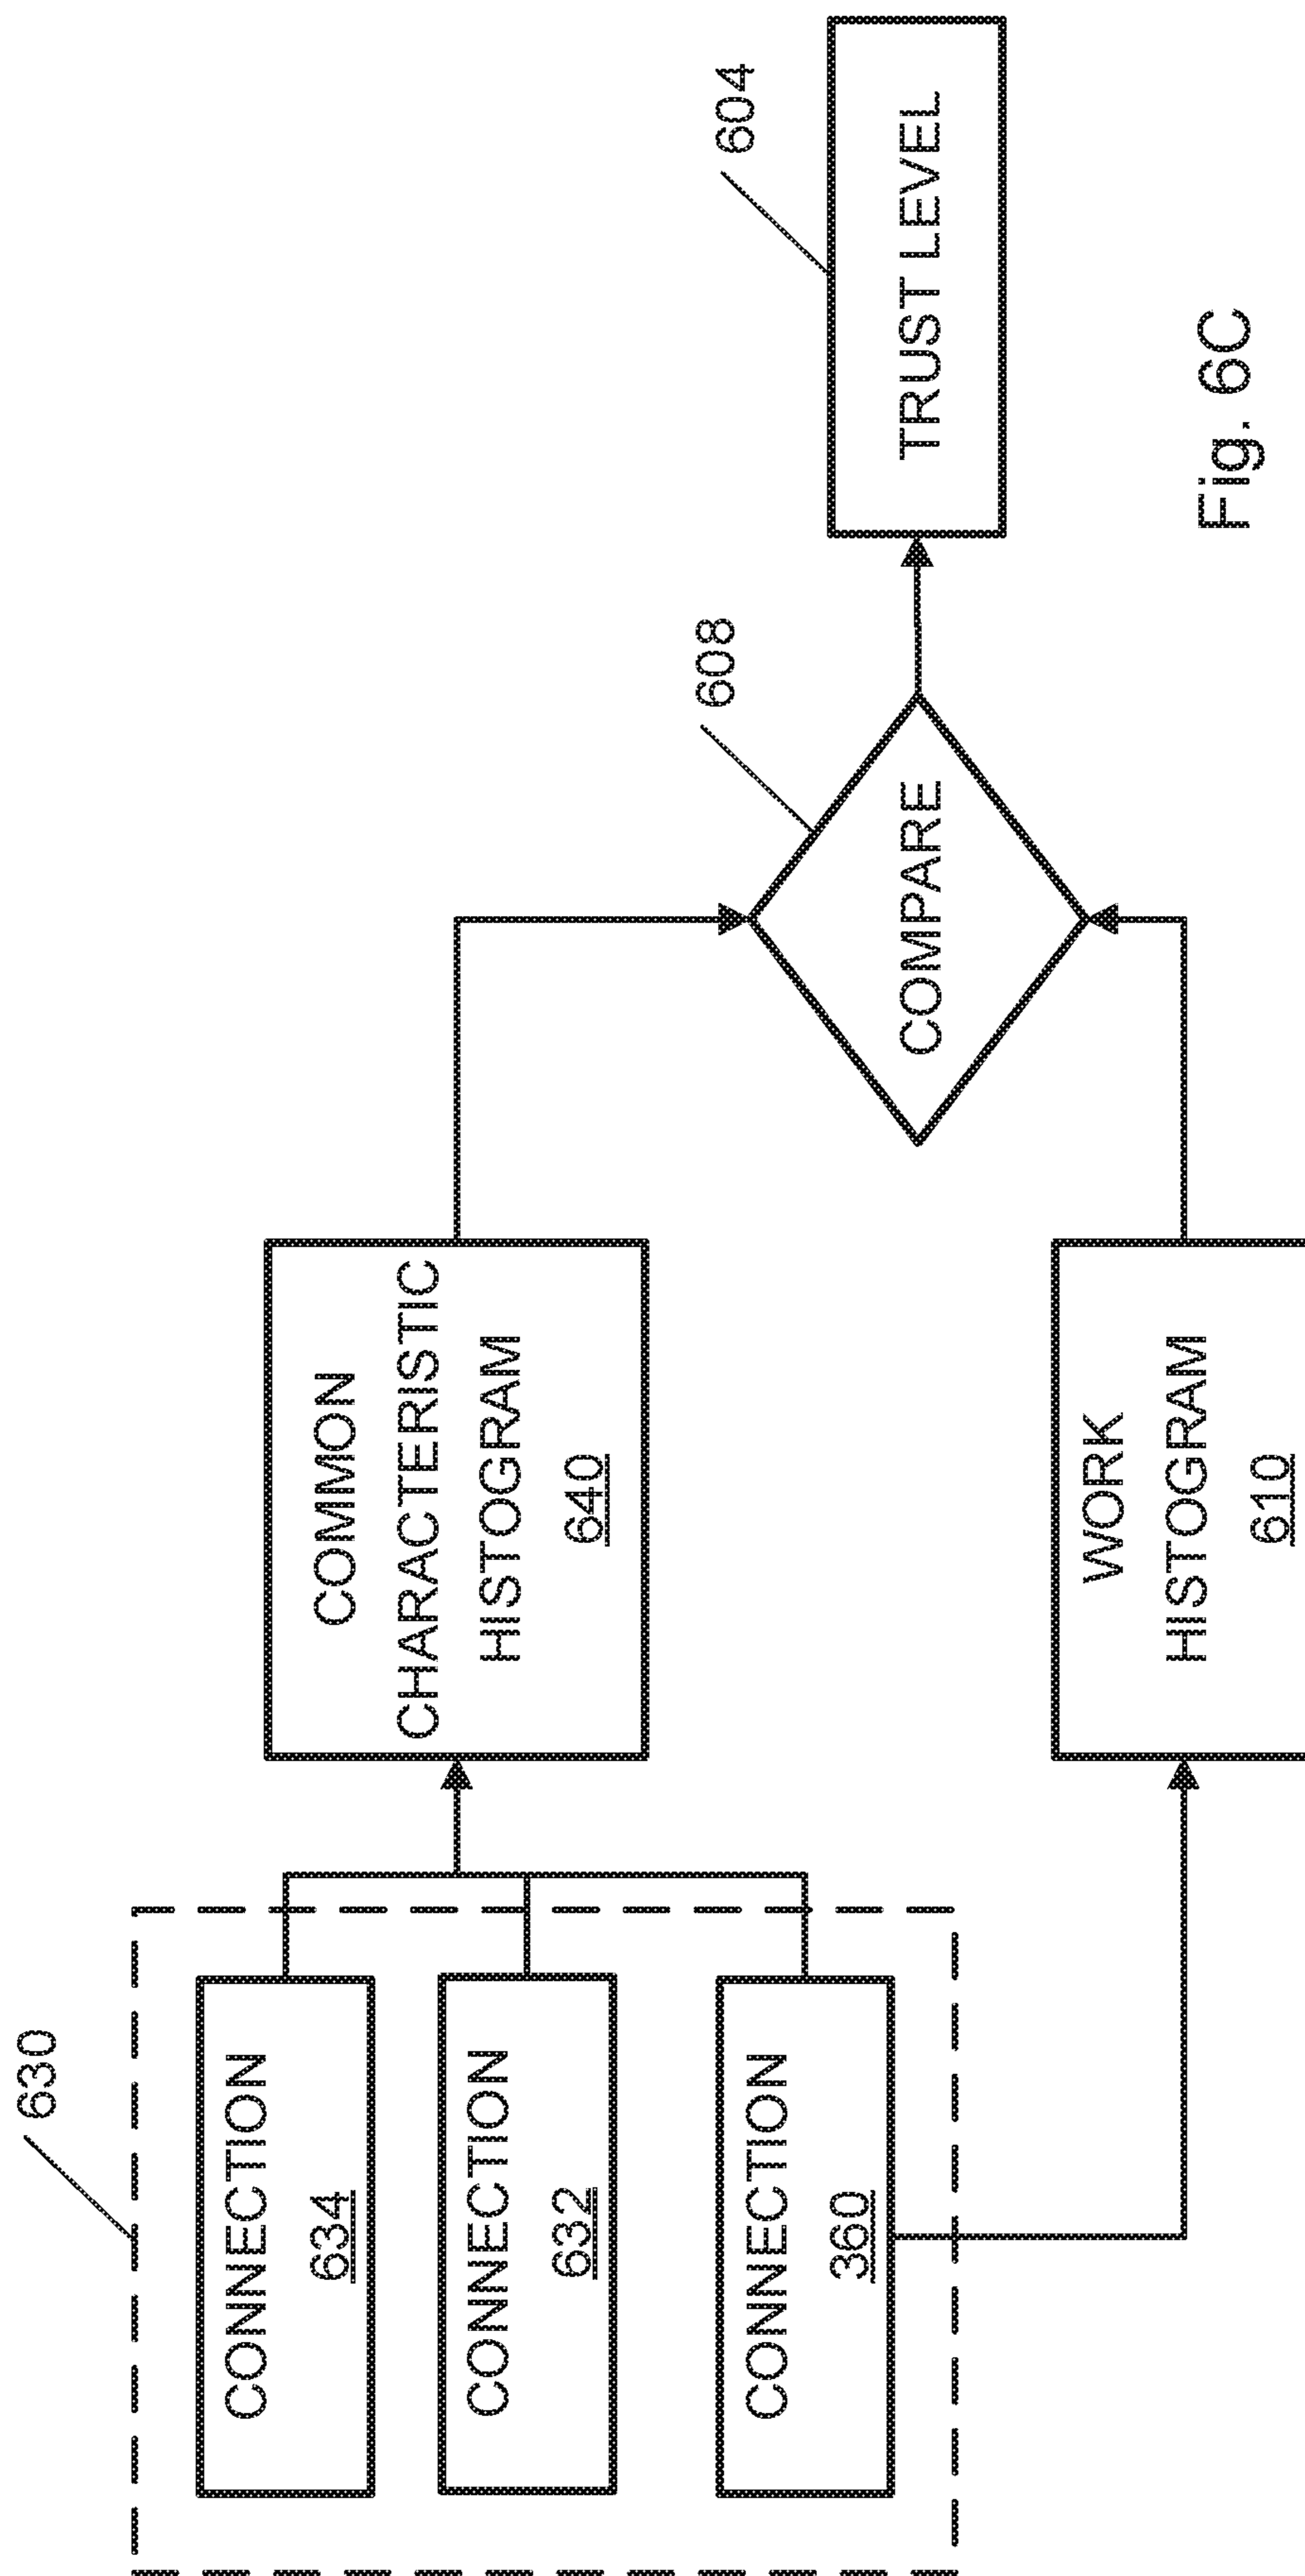 630
CONNECTION
634
CONNECTION
632
CONNECTION
360
COMMON
CHARACTERISTIC
HISTOGRAM
640
WORK
HISTOGRAM
610
608
COMPARE
604
TRUST LEVEL
Fig. 6C